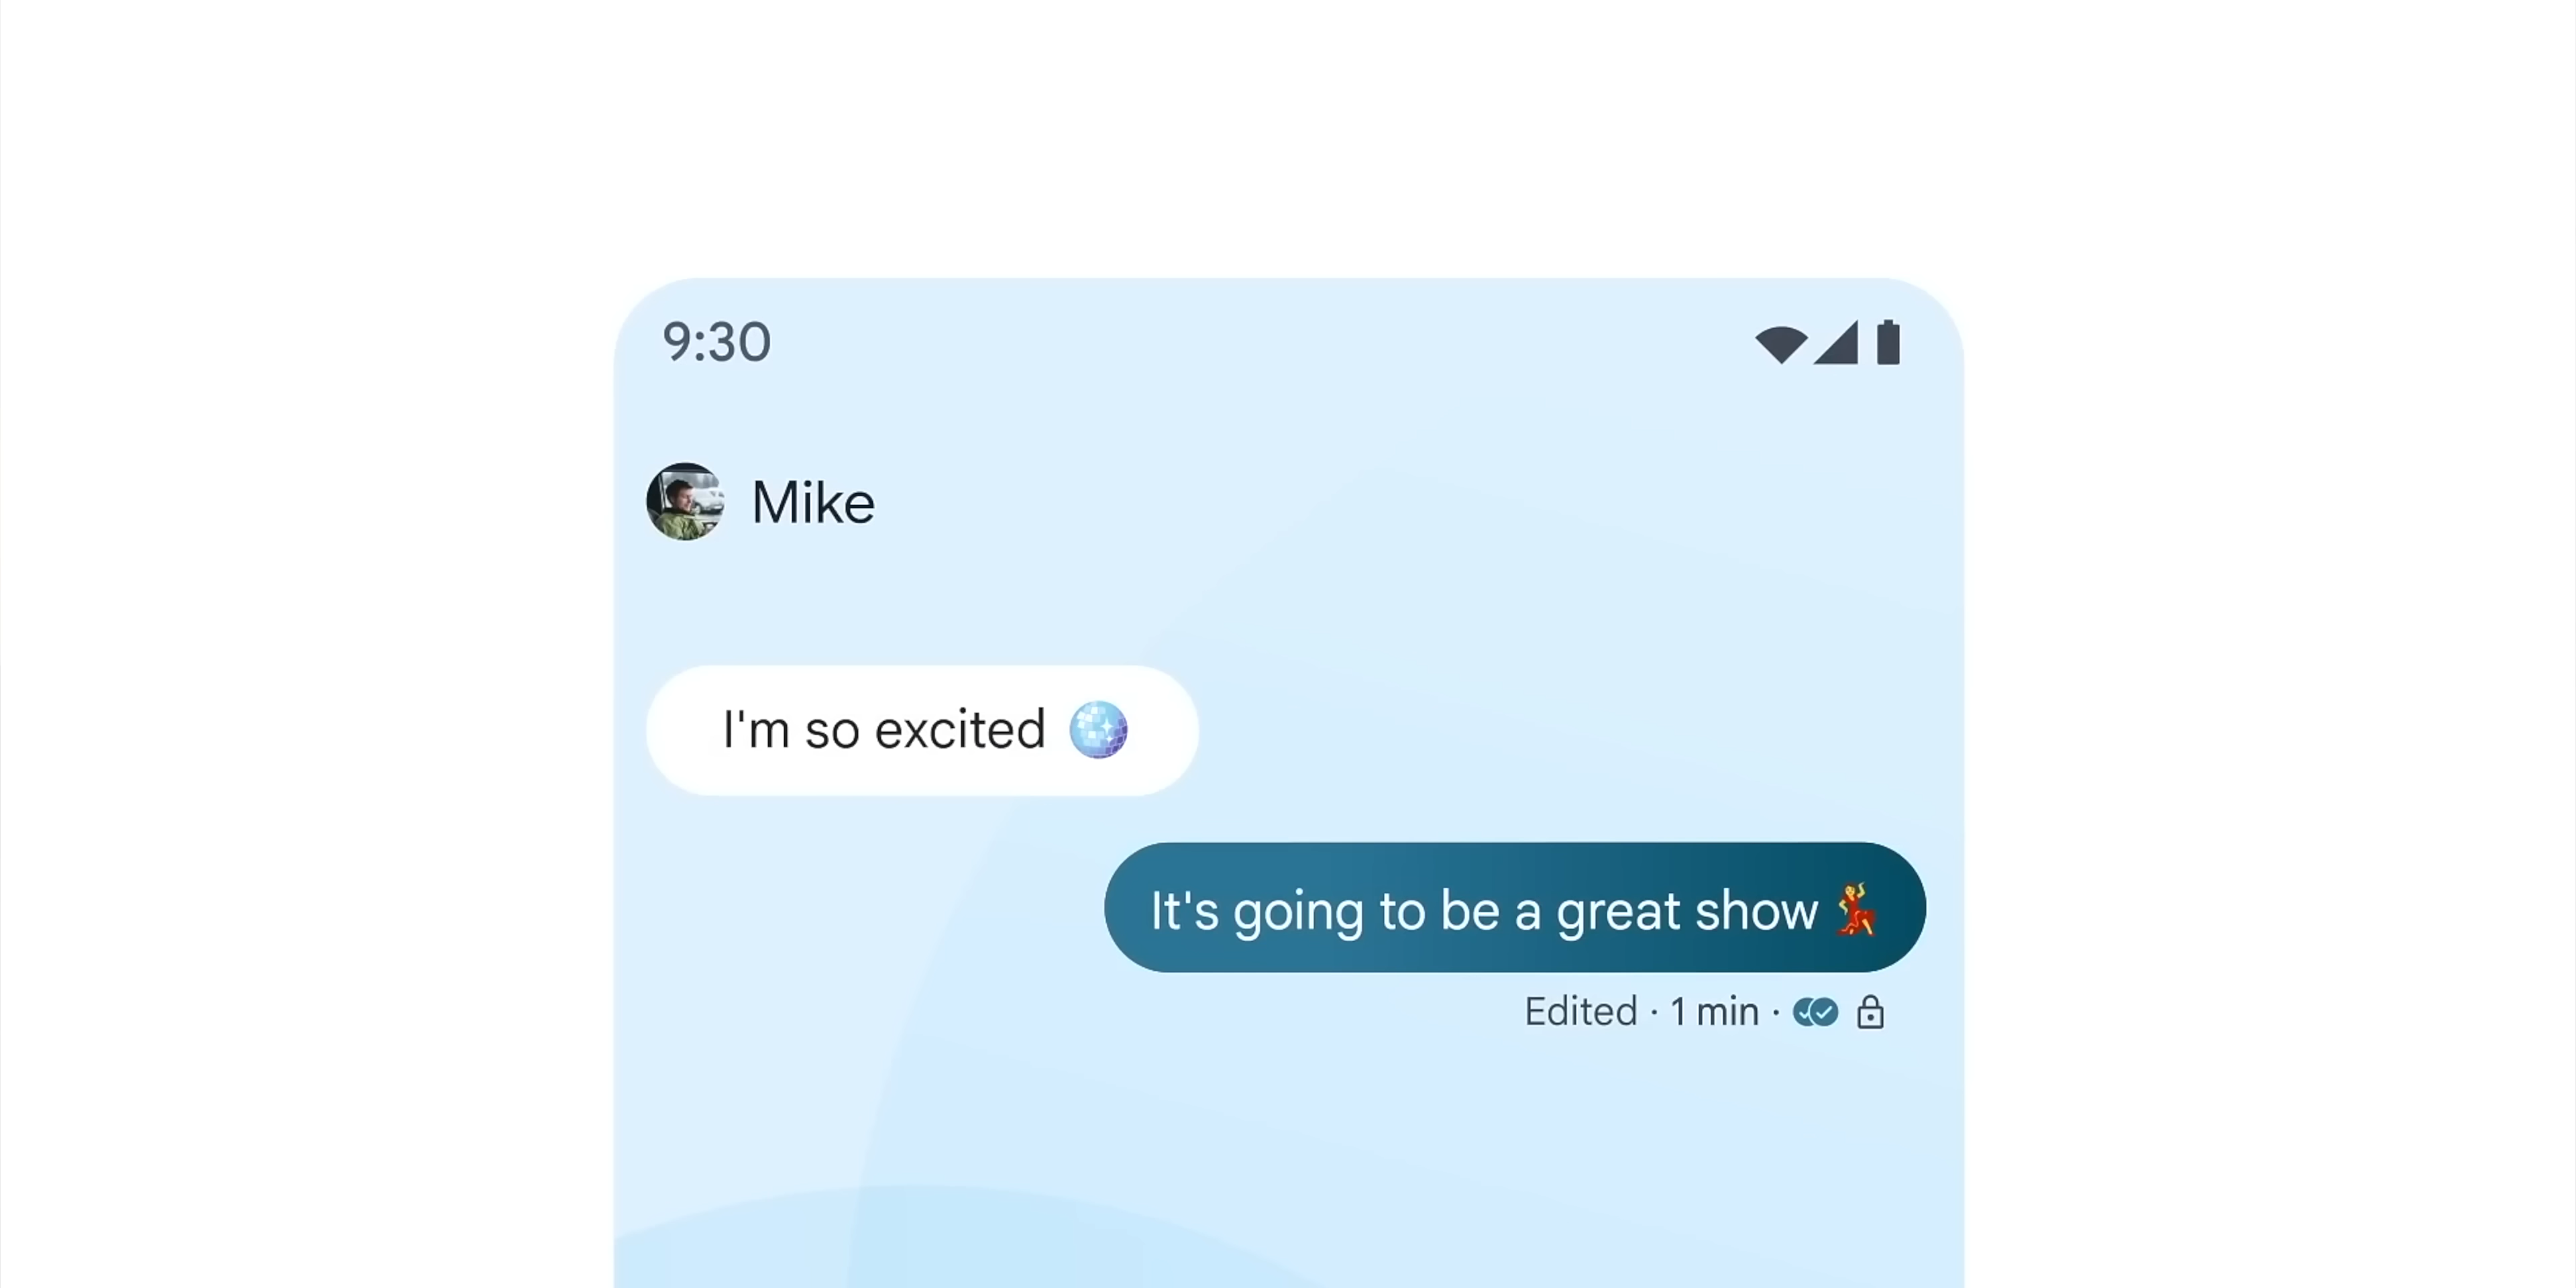 9:30
Mike
I'm so excited 🪩
It's going to be a great show 💃
Edited · 1 min ·